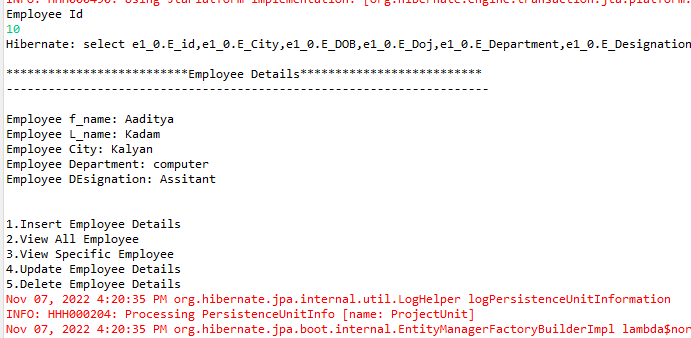 INFO: HHH000490: Using JtaPlatform implementation: [org.hibernate.engine.transaction.jta.platform.
Employee Id
10
Hibernate: select e1_0.E_id,e1_0.E_City,e1_0.E_DOB,e1_0.E_Doj,e1_0.E_Department,e1_0.E_Designation
**************************Employee Details**************************
---------------------------------------------------------------------
Employee f_name: Aaditya
Employee L_name: Kadam
Employee City: Kalyan
Employee Department: computer
Employee DEsignation: Assitant
1.Insert Employee Details
2.View All Employee
3.View Specific Employee
4.Update Employee Details
5.Delete Employee Details
Nov 07, 2022 4:20:35 PM org.hibernate.jpa.internal.util.LogHelper logPersistenceUnitInformation
INFO: HHH000204: Processing PersistenceUnitInfo [name: ProjectUnit]
Nov 07, 2022 4:20:35 PM org.hibernate.jpa.boot.internal.EntityManagerFactoryBuilderImpl lambda$nor